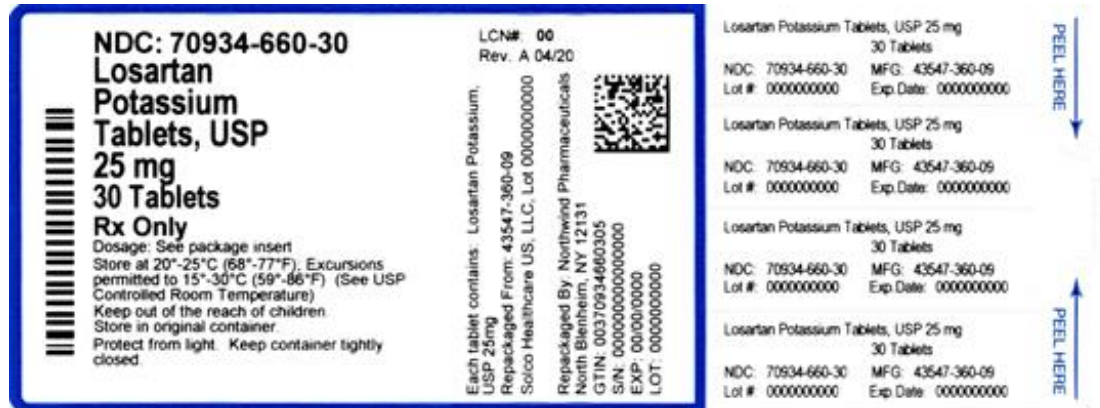 NDC: 70934-660-30
Losartan
Potassium
Tablets, USP
25 mg
30 Tablets
Rx Only
Dosage: See package insert
Store at 20°-25°C (68°-77°F); Excursions
permitted to 15°-30°C (59°-86°F) (See USP
Controlled Room Temperature)
Keep out of the reach of children.
Store in original container.
Protect from light. Keep container tightly
closed.
LCN#: 00
Rev. A 04/20
Each tablet contains: Losartan Potassium,
USP 25mg
Repackaged From: 43547-360-09
Solco Healthcare US, LLC, Lot 0000000000
Repackaged By: Northwind Pharmaceuticals
North Blenheim, NY 12131
GTIN: 00370934660305
S/N: 00000000000000
EXP: 00/00/0000
LOT: 0000000000
Losartan Potassium Tablets, USP 25 mg
30 Tablets
NDC: 70934-660-30 MFG: 43547-360-09
Lot #: 0000000000 Exp.Date: 0000000000
Losartan Potassium Tablets, USP 25 mg
30 Tablets
NDC: 70934-660-30 MFG: 43547-360-09
Lot #: 0000000000 Exp.Date: 0000000000
Losartan Potassium Tablets, USP 25 mg
30 Tablets
NDC: 70934-660-30 MFG: 43547-360-09
Lot #: 0000000000 Exp.Date: 0000000000
Losartan Potassium Tablets, USP 25 mg
30 Tablets
NDC: 70934-660-30 MFG: 43547-360-09
Lot #: 0000000000 Exp.Date: 0000000000
PEEL HERE
PEEL HERE